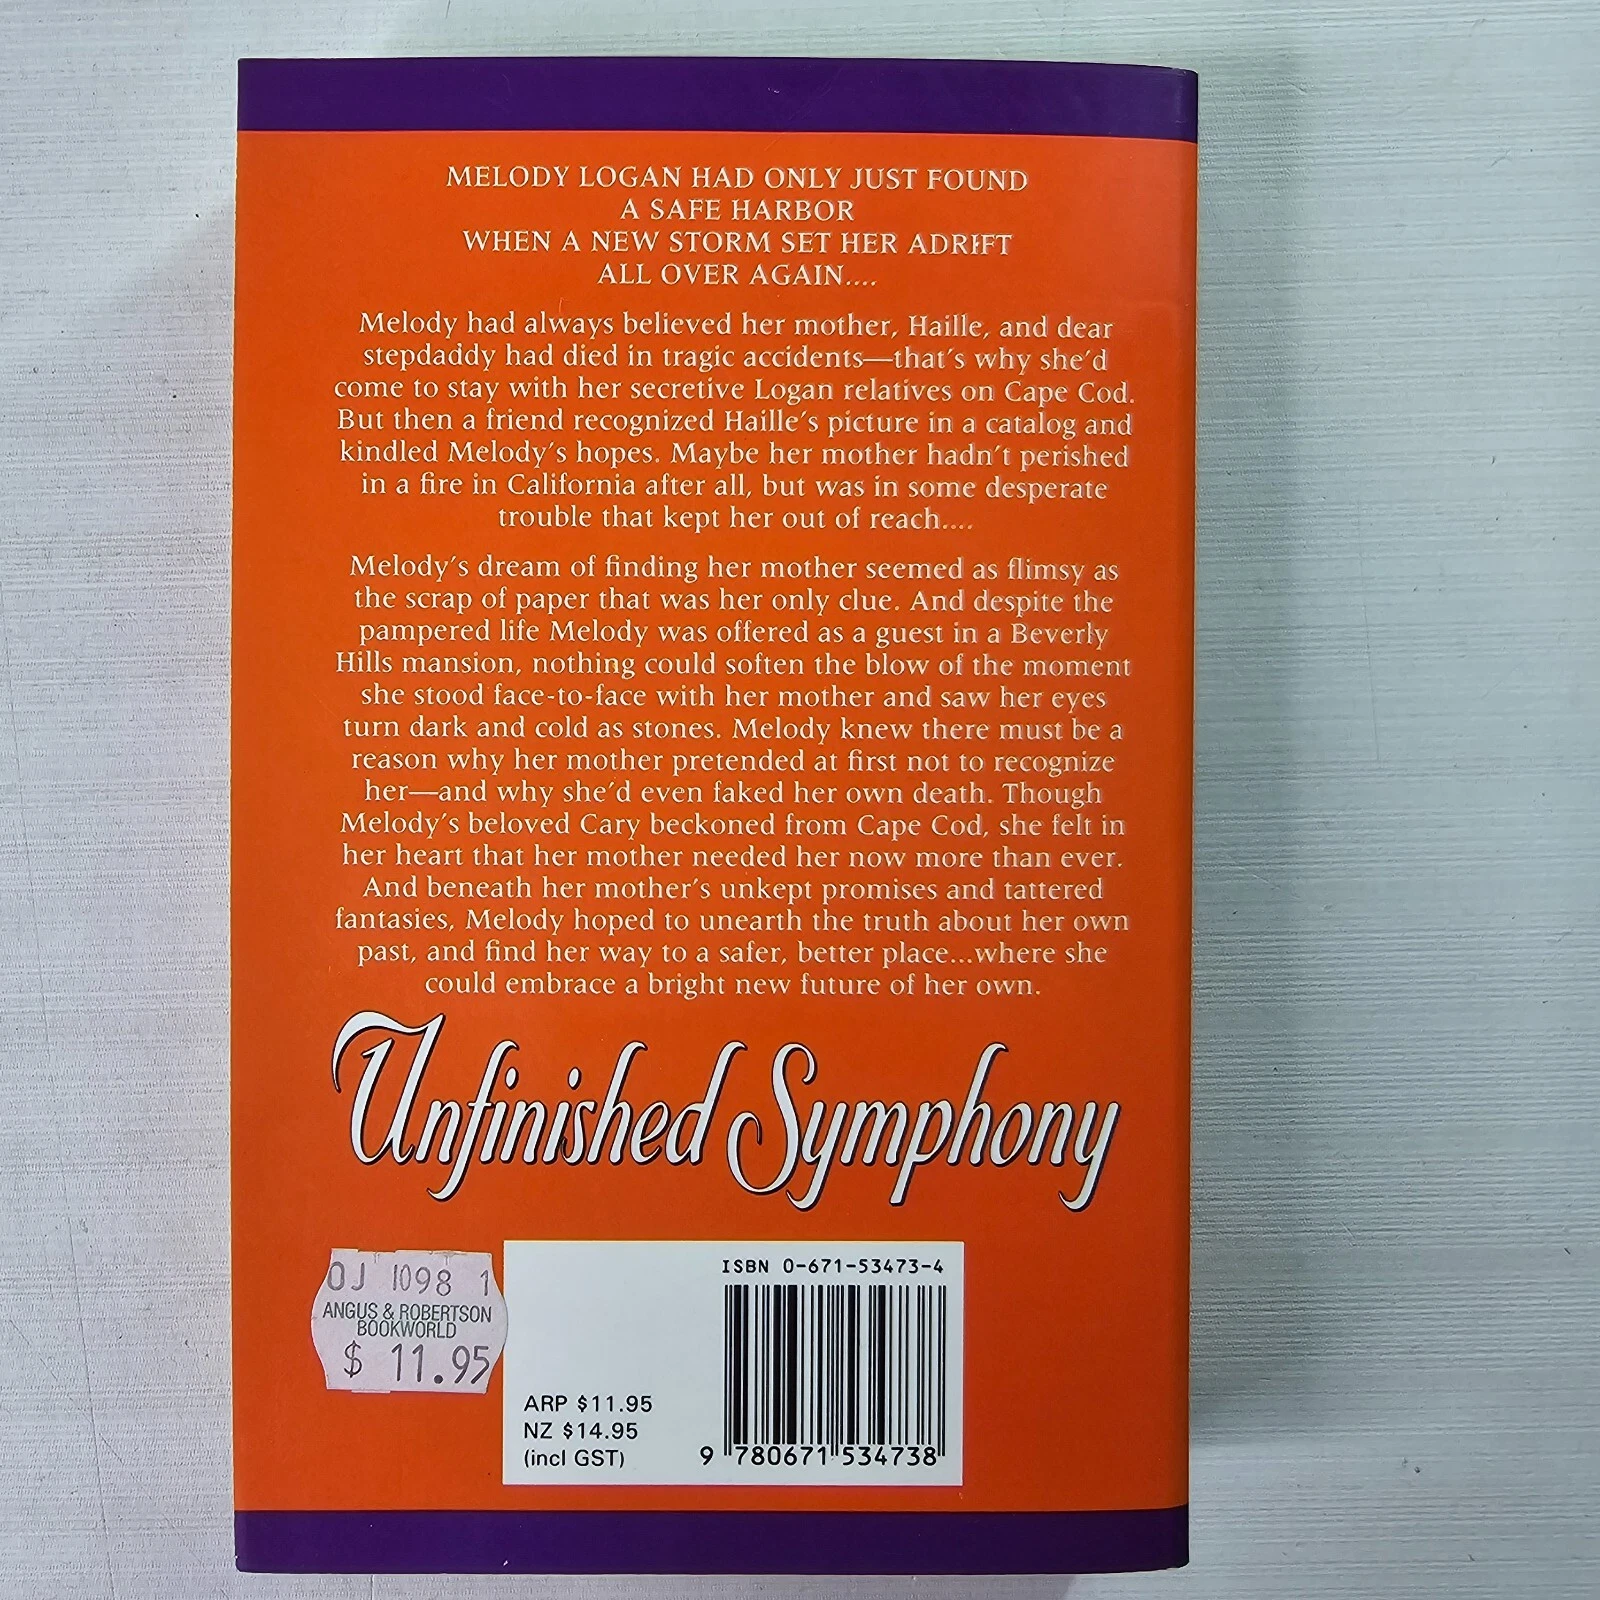 MELODY LOGAN HAD ONLY JUST FOUND
A SAFE HARBOR
WHEN A NEW STORM SET HER ADRIFT
ALL OVER AGAIN....
Melody had always believed her mother, Haille, and dear
stepdaddy had died in tragic accidents—that's why she'd
come to stay with her secretive Logan relatives on Cape Cod.
But then a friend recognized Haille's picture in a catalog and
kindled Melody's hopes. Maybe her mother hadn't perished
in a fire in California after all, but was in some desperate
trouble that kept her out of reach....
Melody's dream of finding her mother seemed as flimsy as
the scrap of paper that was her only clue. And despite the
pampered life Melody was offered as a guest in a Beverly
Hills mansion, nothing could soften the blow of the moment
she stood face-to-face with her mother and saw her eyes
turn dark and cold as stones. Melody knew there must be a
reason why her mother pretended at first not to recognize
her—and why she'd even faked her own death. Though
Melody's beloved Cary beckoned from Cape Cod, she felt in
her heart that her mother needed her now more than ever.
And beneath her mother's unkept promises and tattered
fantasies, Melody hoped to unearth the truth about her own
past, and find her way to a safer, better place...where she
could embrace a bright new future of her own.
Unfinished Symphony
OJ 1098 1
ANGUS & ROBERTSON
BOOKWORLD
$ 11.95
ISBN 0-671-53473-4
ARP $11.95
NZ $14.95
(incl GST)
9 780671 534738